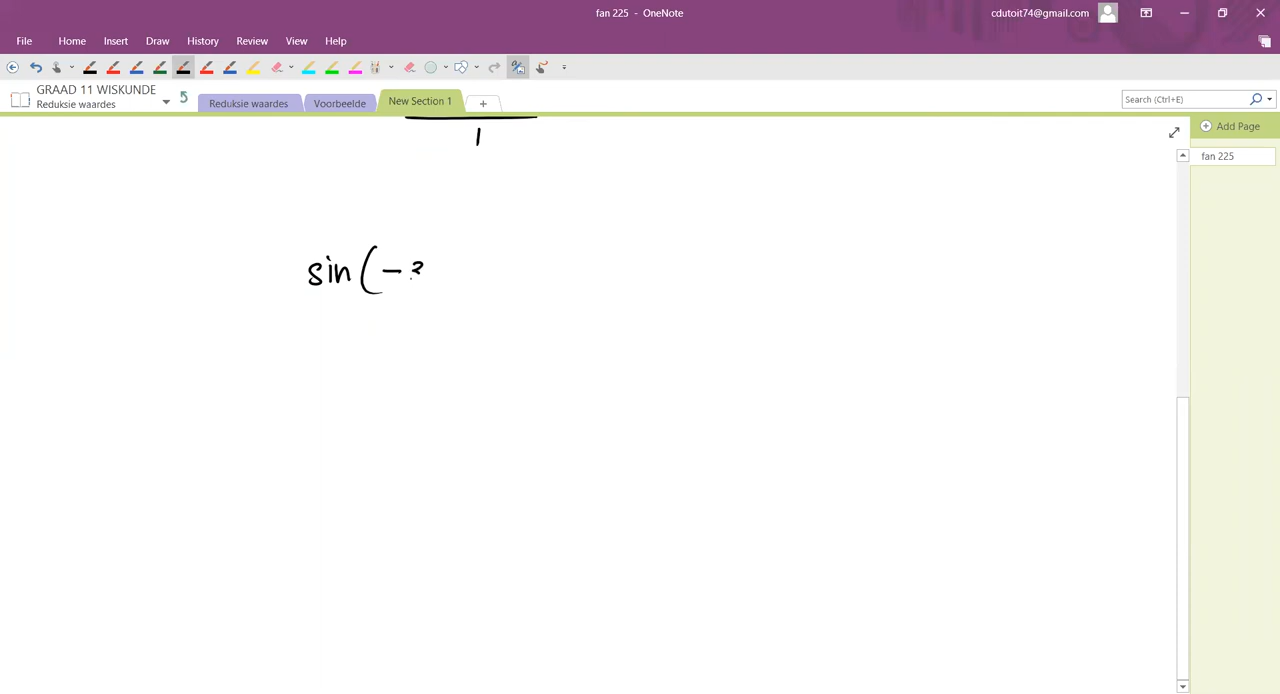 fan 225 - OneNote
cdutoit74@gmail.com
File Home Insert Draw History Review View Help
GRAAD 11 WISKUNDE
Reduksie waardes
Reduksie waardes Voorbeelde New Section 1 +
Search (Ctrl+E)
Add Page
fan 225
1
sin (-3